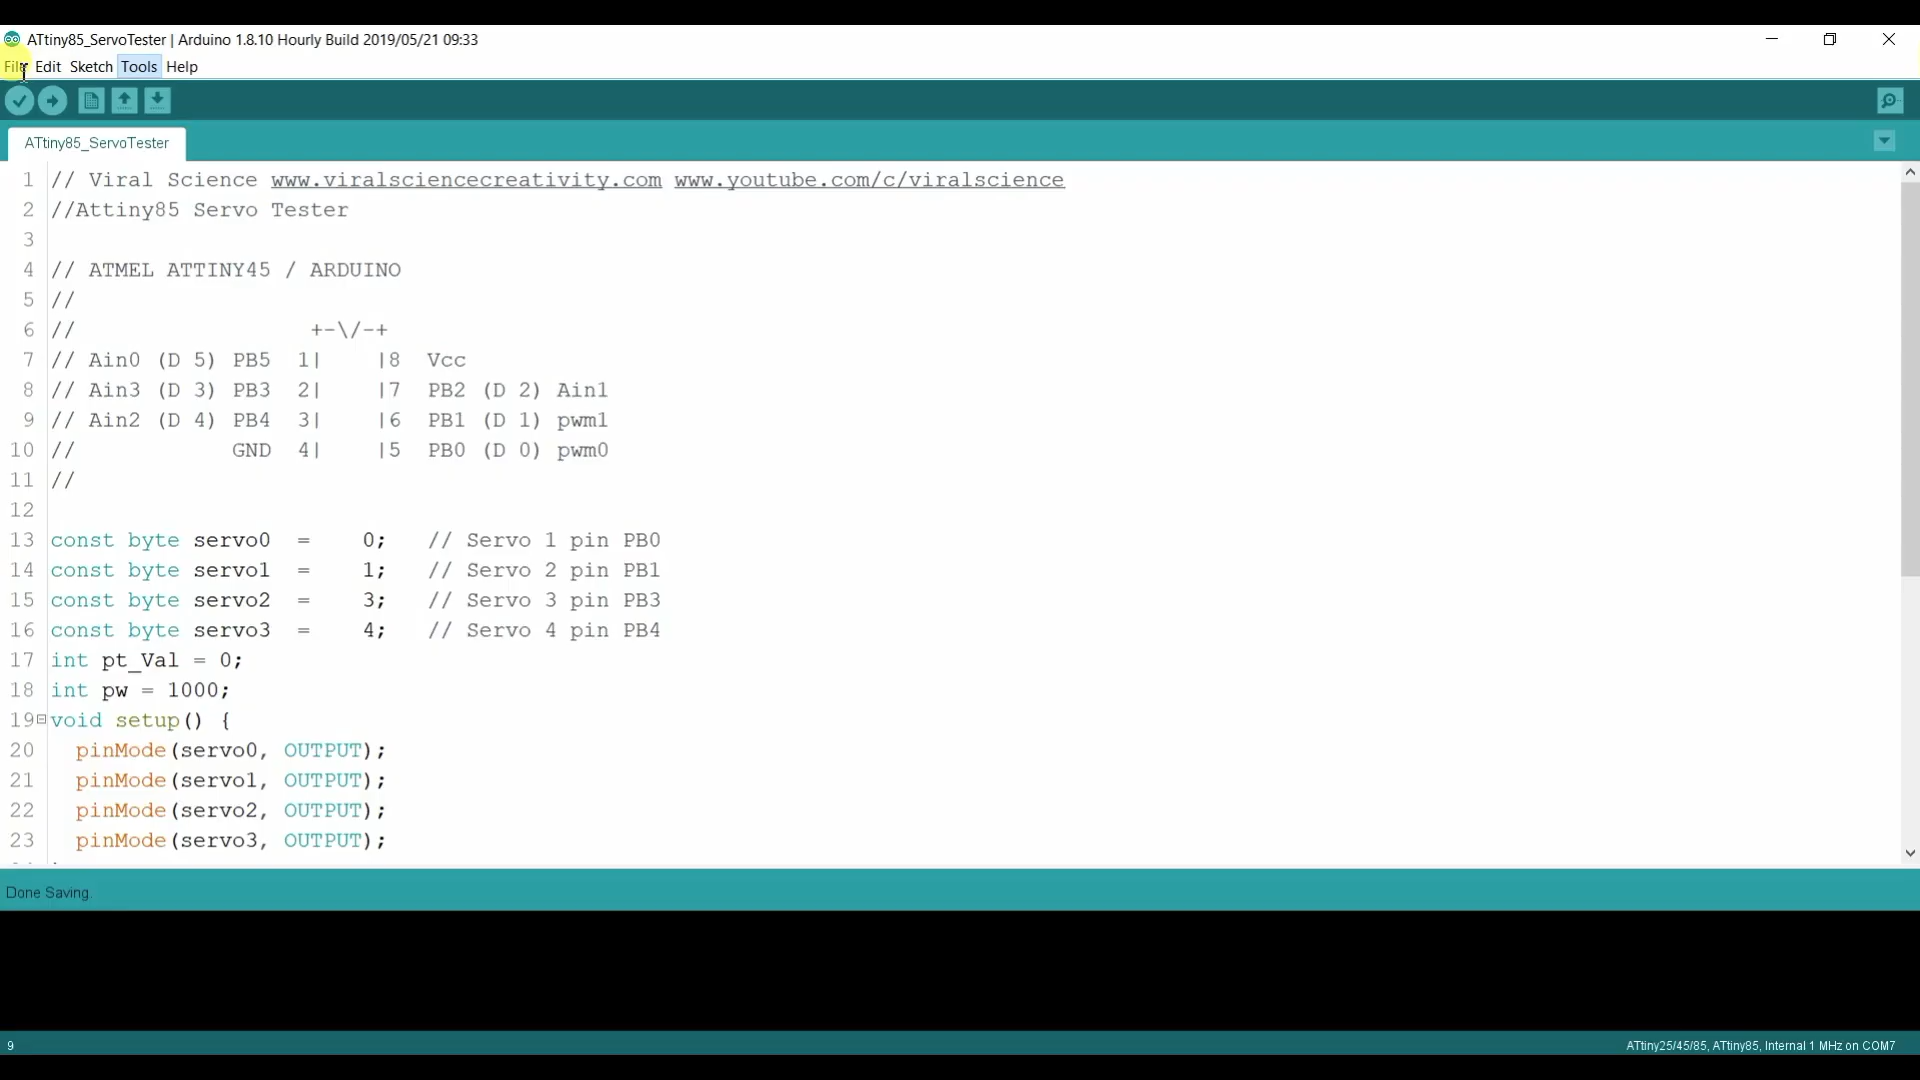 ATtiny85_ServoTester | Arduino 1.8.10 Hourly Build 2019/05/21 09:33
File Edit Sketch Tools Help
ATtiny85_ServoTester
1 // Viral Science www.viralsciencecreativity.com www.youtube.com/c/viralscience
2 //Attiny85 Servo Tester
3
4 // ATMEL ATTINY45 / ARDUINO
5 //
6 //                  +-\/-+
7 // Ain0 (D 5) PB5  1|    |8  Vcc
8 // Ain3 (D 3) PB3  2|    |7  PB2 (D 2) Ain1
9 // Ain2 (D 4) PB4  3|    |6  PB1 (D 1) pwm1
10 //            GND  4|    |5  PB0 (D 0) pwm0
11 //
12
13 const byte servo0  =    0;   // Servo 1 pin PB0
14 const byte servo1  =    1;   // Servo 2 pin PB1
15 const byte servo2  =    3;   // Servo 3 pin PB3
16 const byte servo3  =    4;   // Servo 4 pin PB4
17 int pt_Val = 0;
18 int pw = 1000;
19 void setup() {
20   pinMode(servo0, OUTPUT);
21   pinMode(servo1, OUTPUT);
22   pinMode(servo2, OUTPUT);
23   pinMode(servo3, OUTPUT);
Done Saving.
9 ATtiny25/45/85, ATtiny85, Internal 1 MHz on COM7